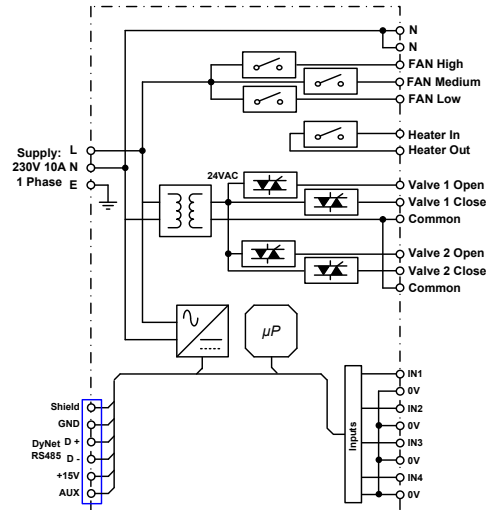 N
N
FAN High
FAN Medium
FAN Low
Heater In
Heater Out
Supply: L
230V 10A N
1 Phase E
24VAC
Valve 1 Open
Valve 1 Close
Common
Valve 2 Open
Valve 2 Close
Common
µP
Shield
GND
DyNet D +
RS485 D -
+15V
AUX
Inputs
IN1
0V
IN2
0V
IN3
0V
IN4
0V